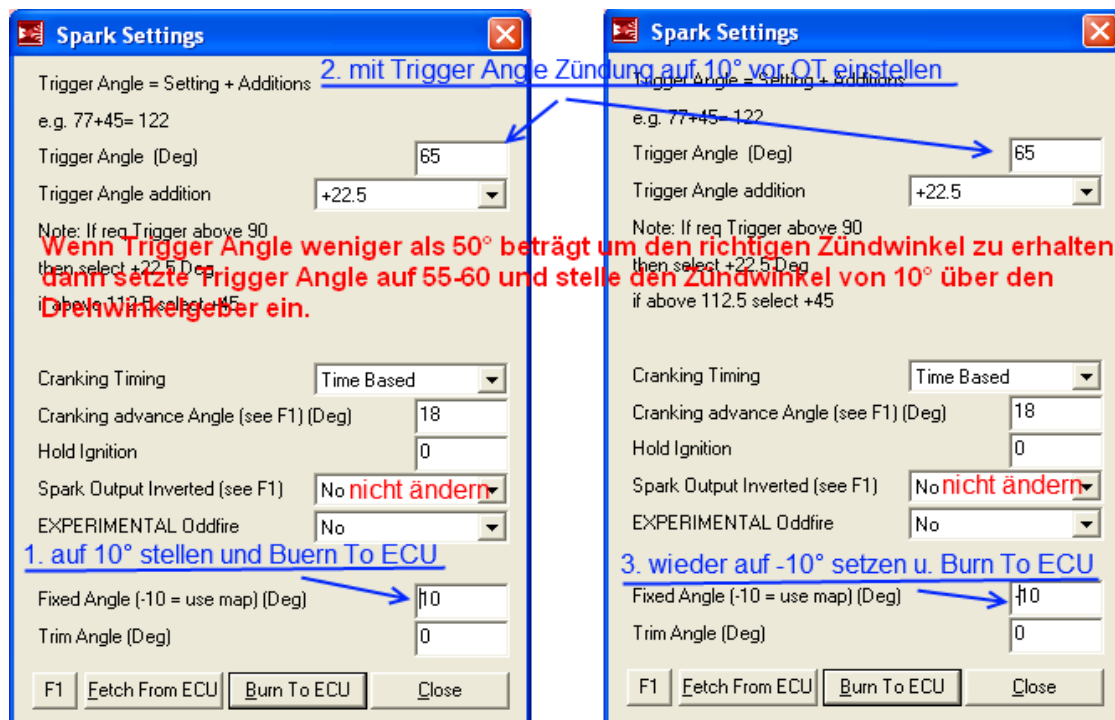 Spark Settings
2. mit Trigger Angle Zündung auf 10° vor OT einstellen
Trigger Angle = Setting + Additions
e.g. 77+45= 122
Trigger Angle (Deg) 65
Trigger Angle addition +22.5
Note: If req Trigger above 90
then select +22.5 Deg
if above 112.5 select +45
Wenn Trigger Angle weniger als 50° beträgt um den richtigen Zündwinkel zu erhalten
dann setzte Trigger Angle auf 55-60 und stelle den Zündwinkel von 10° über den
Drehwinkelgeber ein.
Cranking Timing Time Based
Cranking advance Angle (see F1) (Deg) 18
Hold Ignition 0
Spark Output Inverted (see F1) No nicht ändern
EXPERIMENTAL Oddfire No
1. auf 10° stellen und Buern To ECU
Fixed Angle (-10 = use map) (Deg) 10
Trim Angle (Deg) 0
F1 Fetch From ECU Burn To ECU Close
Spark Settings
Trigger Angle = Setting + Additions
e.g. 77+45= 122
Trigger Angle (Deg) 65
Trigger Angle addition +22.5
Note: If req Trigger above 90
then select +22.5 Deg
if above 112.5 select +45
Cranking Timing Time Based
Cranking advance Angle (see F1) (Deg) 18
Hold Ignition 0
Spark Output Inverted (see F1) No nicht ändern
EXPERIMENTAL Oddfire No
3. wieder auf -10° setzen u. Burn To ECU
Fixed Angle (-10 = use map) (Deg) -10
Trim Angle (Deg) 0
F1 Fetch From ECU Burn To ECU Close